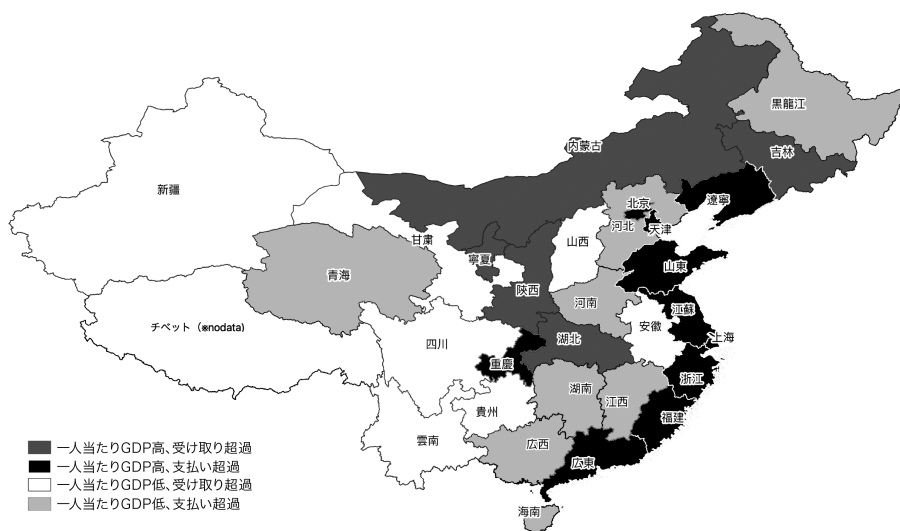 黒龍江
内蒙古
吉林
新疆
北京
遼寧
河北
天津
甘粛
山西
寧夏
山東
青海
陝西
河南
江蘇
チベット（※nodata)
安徽
四川
湖北
上海
重慶
浙江
湖南
江西
貴州
福建
雲南
広西
広東
海南
一人当たりGDP高、受け取り超過
一人当たりGDP高、支払い超過
一人当たりGDP低、受け取り超過
一人当たりGDP低、支払い超過